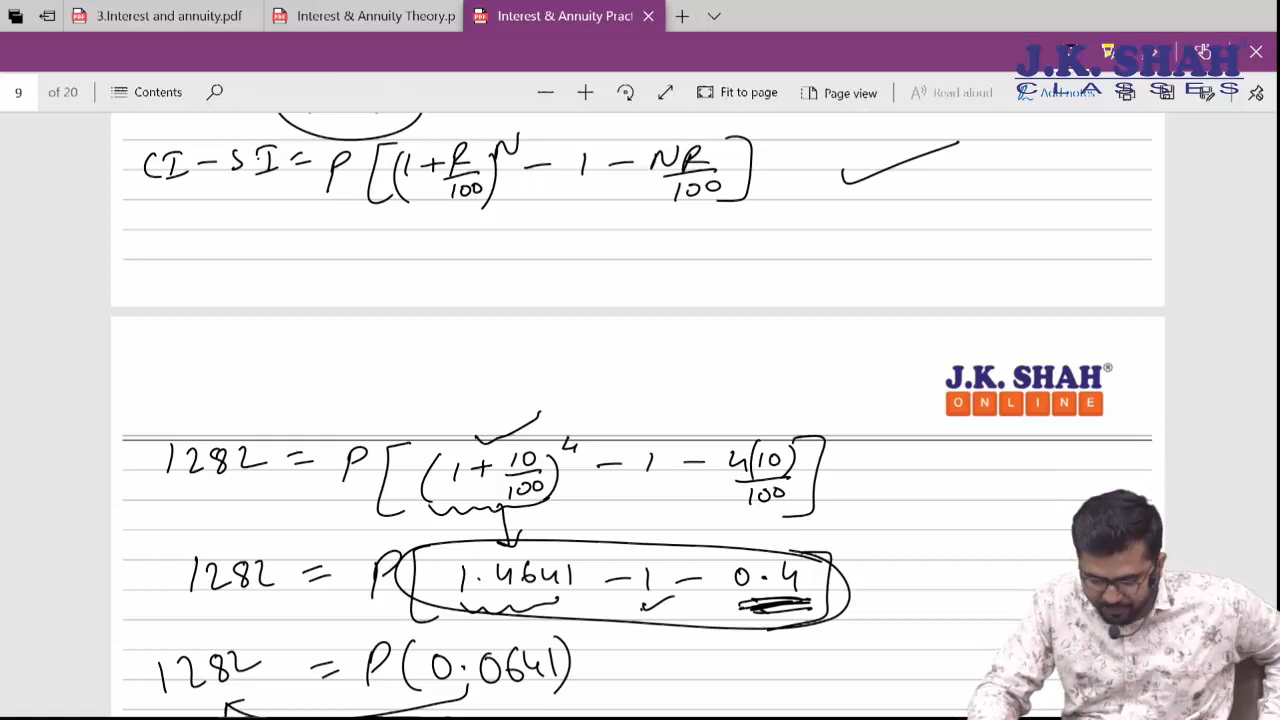 3.Interest and annuity.pdf
Interest & Annuity Theory.p
Interest & Annuity Pract
J.K. SHAH
CLASSES
9 of 20
Contents
Fit to page
Page view
Read aloud
CI - SI = P[(1 + R/100)^N - 1 - NR/100]
J.K. SHAH®
ONLINE
1282 = P[(1 + 10/100)^4 - 1 - 4(10)/100]
1282 = P[1.4641 - 1 - 0.4]
1282 = P(0.0641)